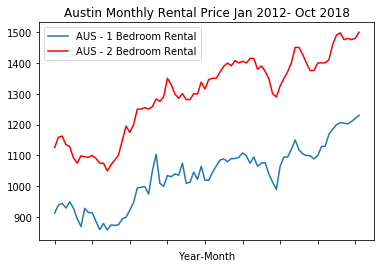 Austin Monthly Rental Price Jan 2012- Oct 2018
AUS - 1 Bedroom Rental
AUS - 2 Bedroom Rental
1500
1400
1300
1200
1100
1000
900
Year-Month